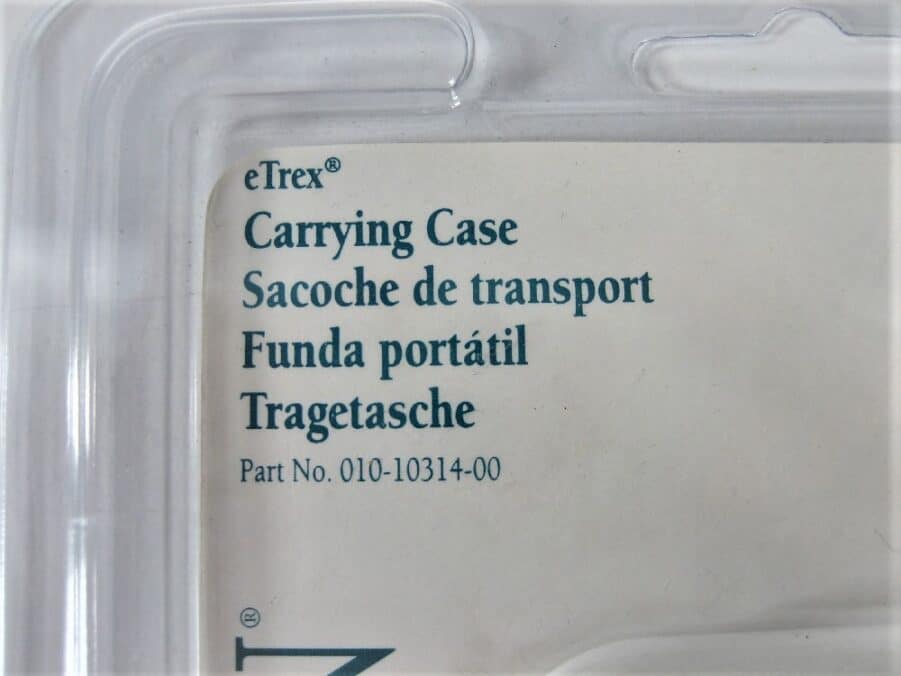 eTrex®
Carrying Case
Sacoche de transport
Funda portátil
Tragetasche
Part No. 010-10314-00
N®